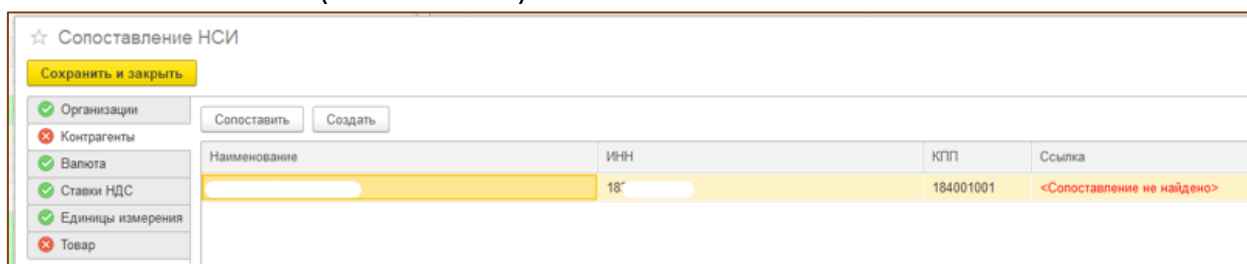 Сопоставление НСИ
Сохранить и закрыть
Организации
Контрагенты
Валюта
Ставки НДС
Единицы измерения
Товар
Сопоставить Создать
Наименование ИНН КПП Ссылка
184001001 <Сопоставление не найдено>